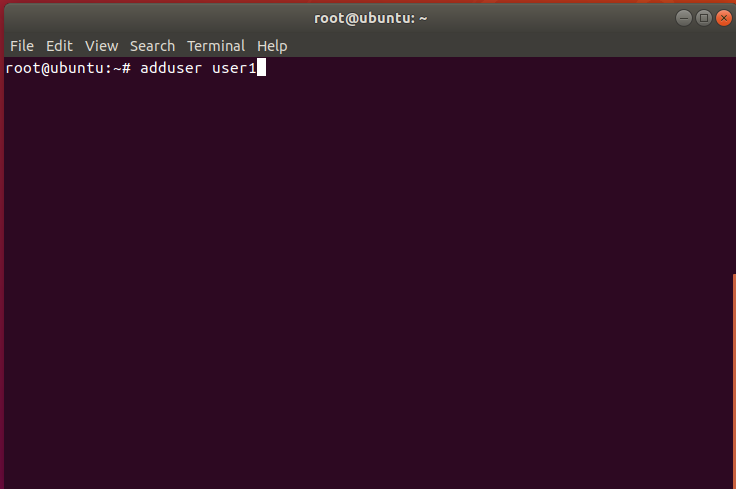 root@ubuntu: ~
File Edit View Search Terminal Help
root@ubuntu:~# adduser user1